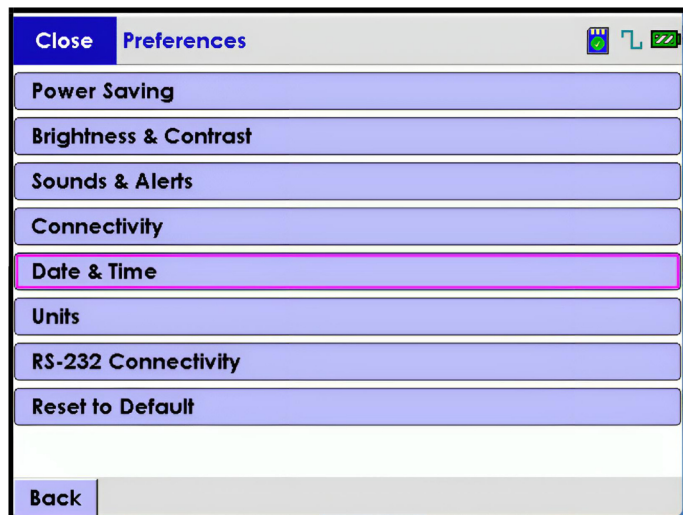 Close Preferences
Power Saving
Brightness & Contrast
Sounds & Alerts
Connectivity
Date & Time
Units
RS-232 Connectivity
Reset to Default
Back